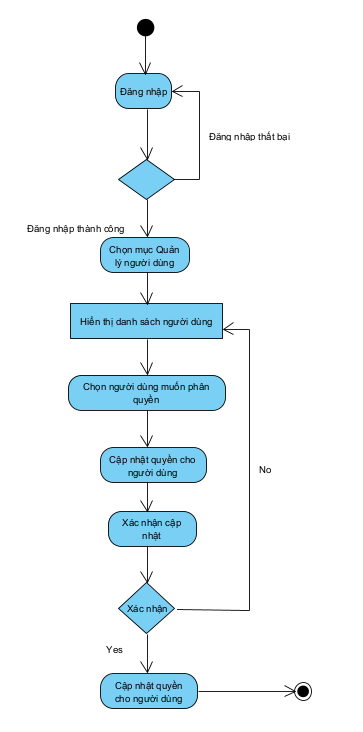 Đăng nhập
Đăng nhập thất bại
Đăng nhập thành công
Chọn mục Quản
lý người dùng
Hiển thị danh sách người dùng
Chọn người dùng muốn phân
quyền
Cập nhật quyền cho
người dùng
No
Xác nhận cập
nhật
Xác nhận
Yes
Cập nhật quyền
cho người dùng